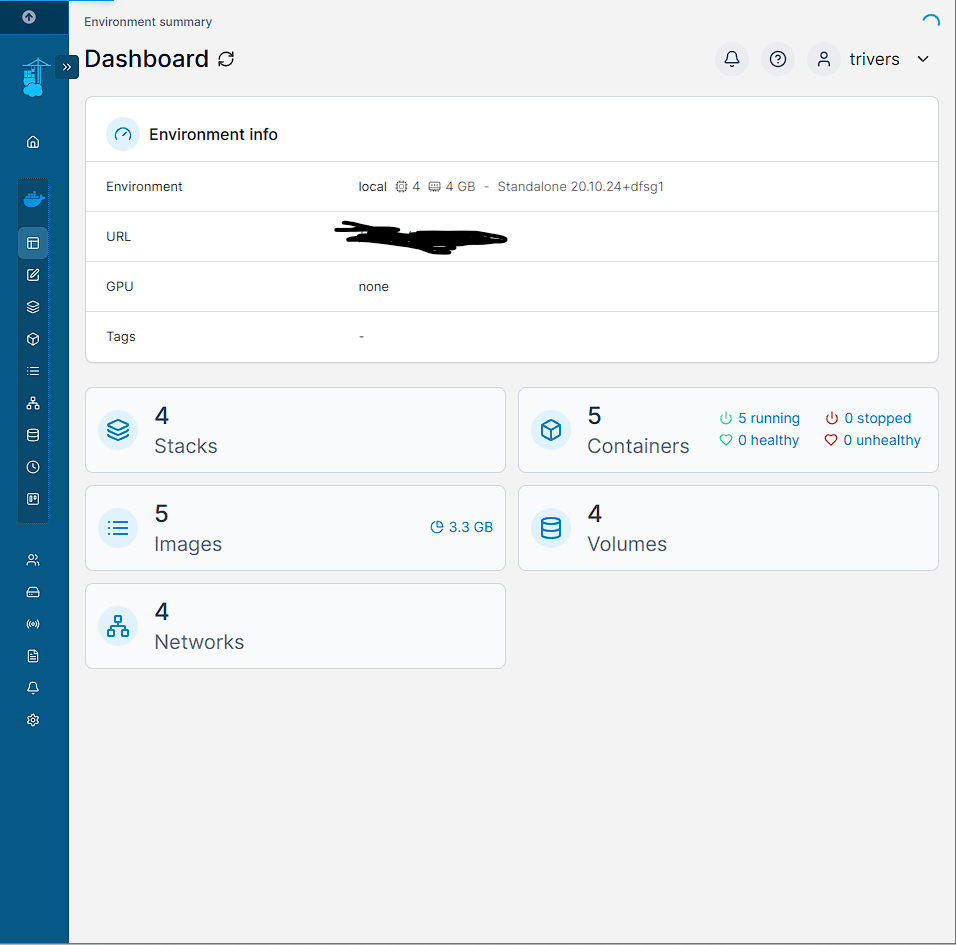 Environment summary
Dashboard
trivers
Environment info
Environment local 4 4 GB - Standalone 20.10.24+dfsg1
URL
GPU none
Tags -
4
Stacks
5
Containers
5 running 0 stopped
0 healthy 0 unhealthy
5
Images
3.3 GB
4
Volumes
4
Networks